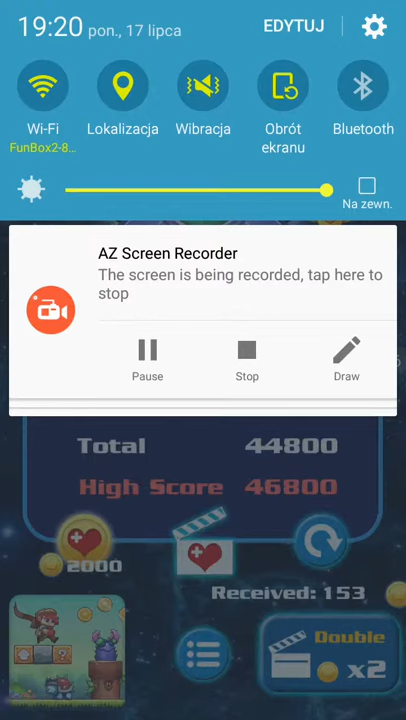 19:20 pon., 17 lipca
EDYTUJ
Wi-Fi
FunBox2-8...
Lokalizacja
Wibracja
Obrót
ekranu
Bluetooth
Na zewn.
AZ Screen Recorder
The screen is being recorded, tap here to
stop
Pause
Stop
Draw
Total 44800
High Score 46800
2000
Received: 153
Double
x2